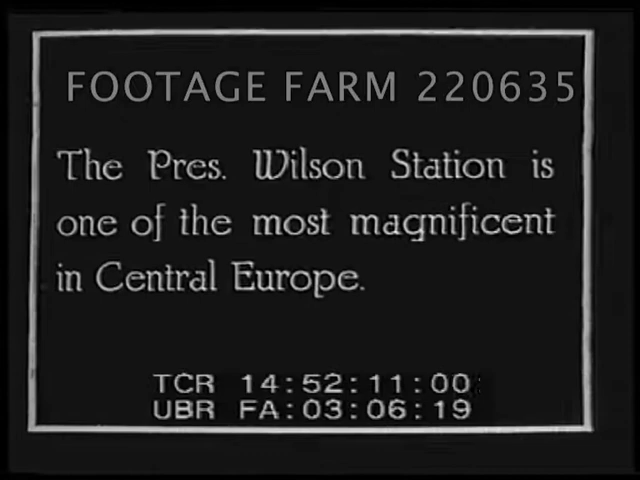 FOOTAGE FARM 220635
The Pres. Wilson Station is
one of the most magnificent
in Central Europe.
TCR 14:52:11:00
UBR FA:03:06:19